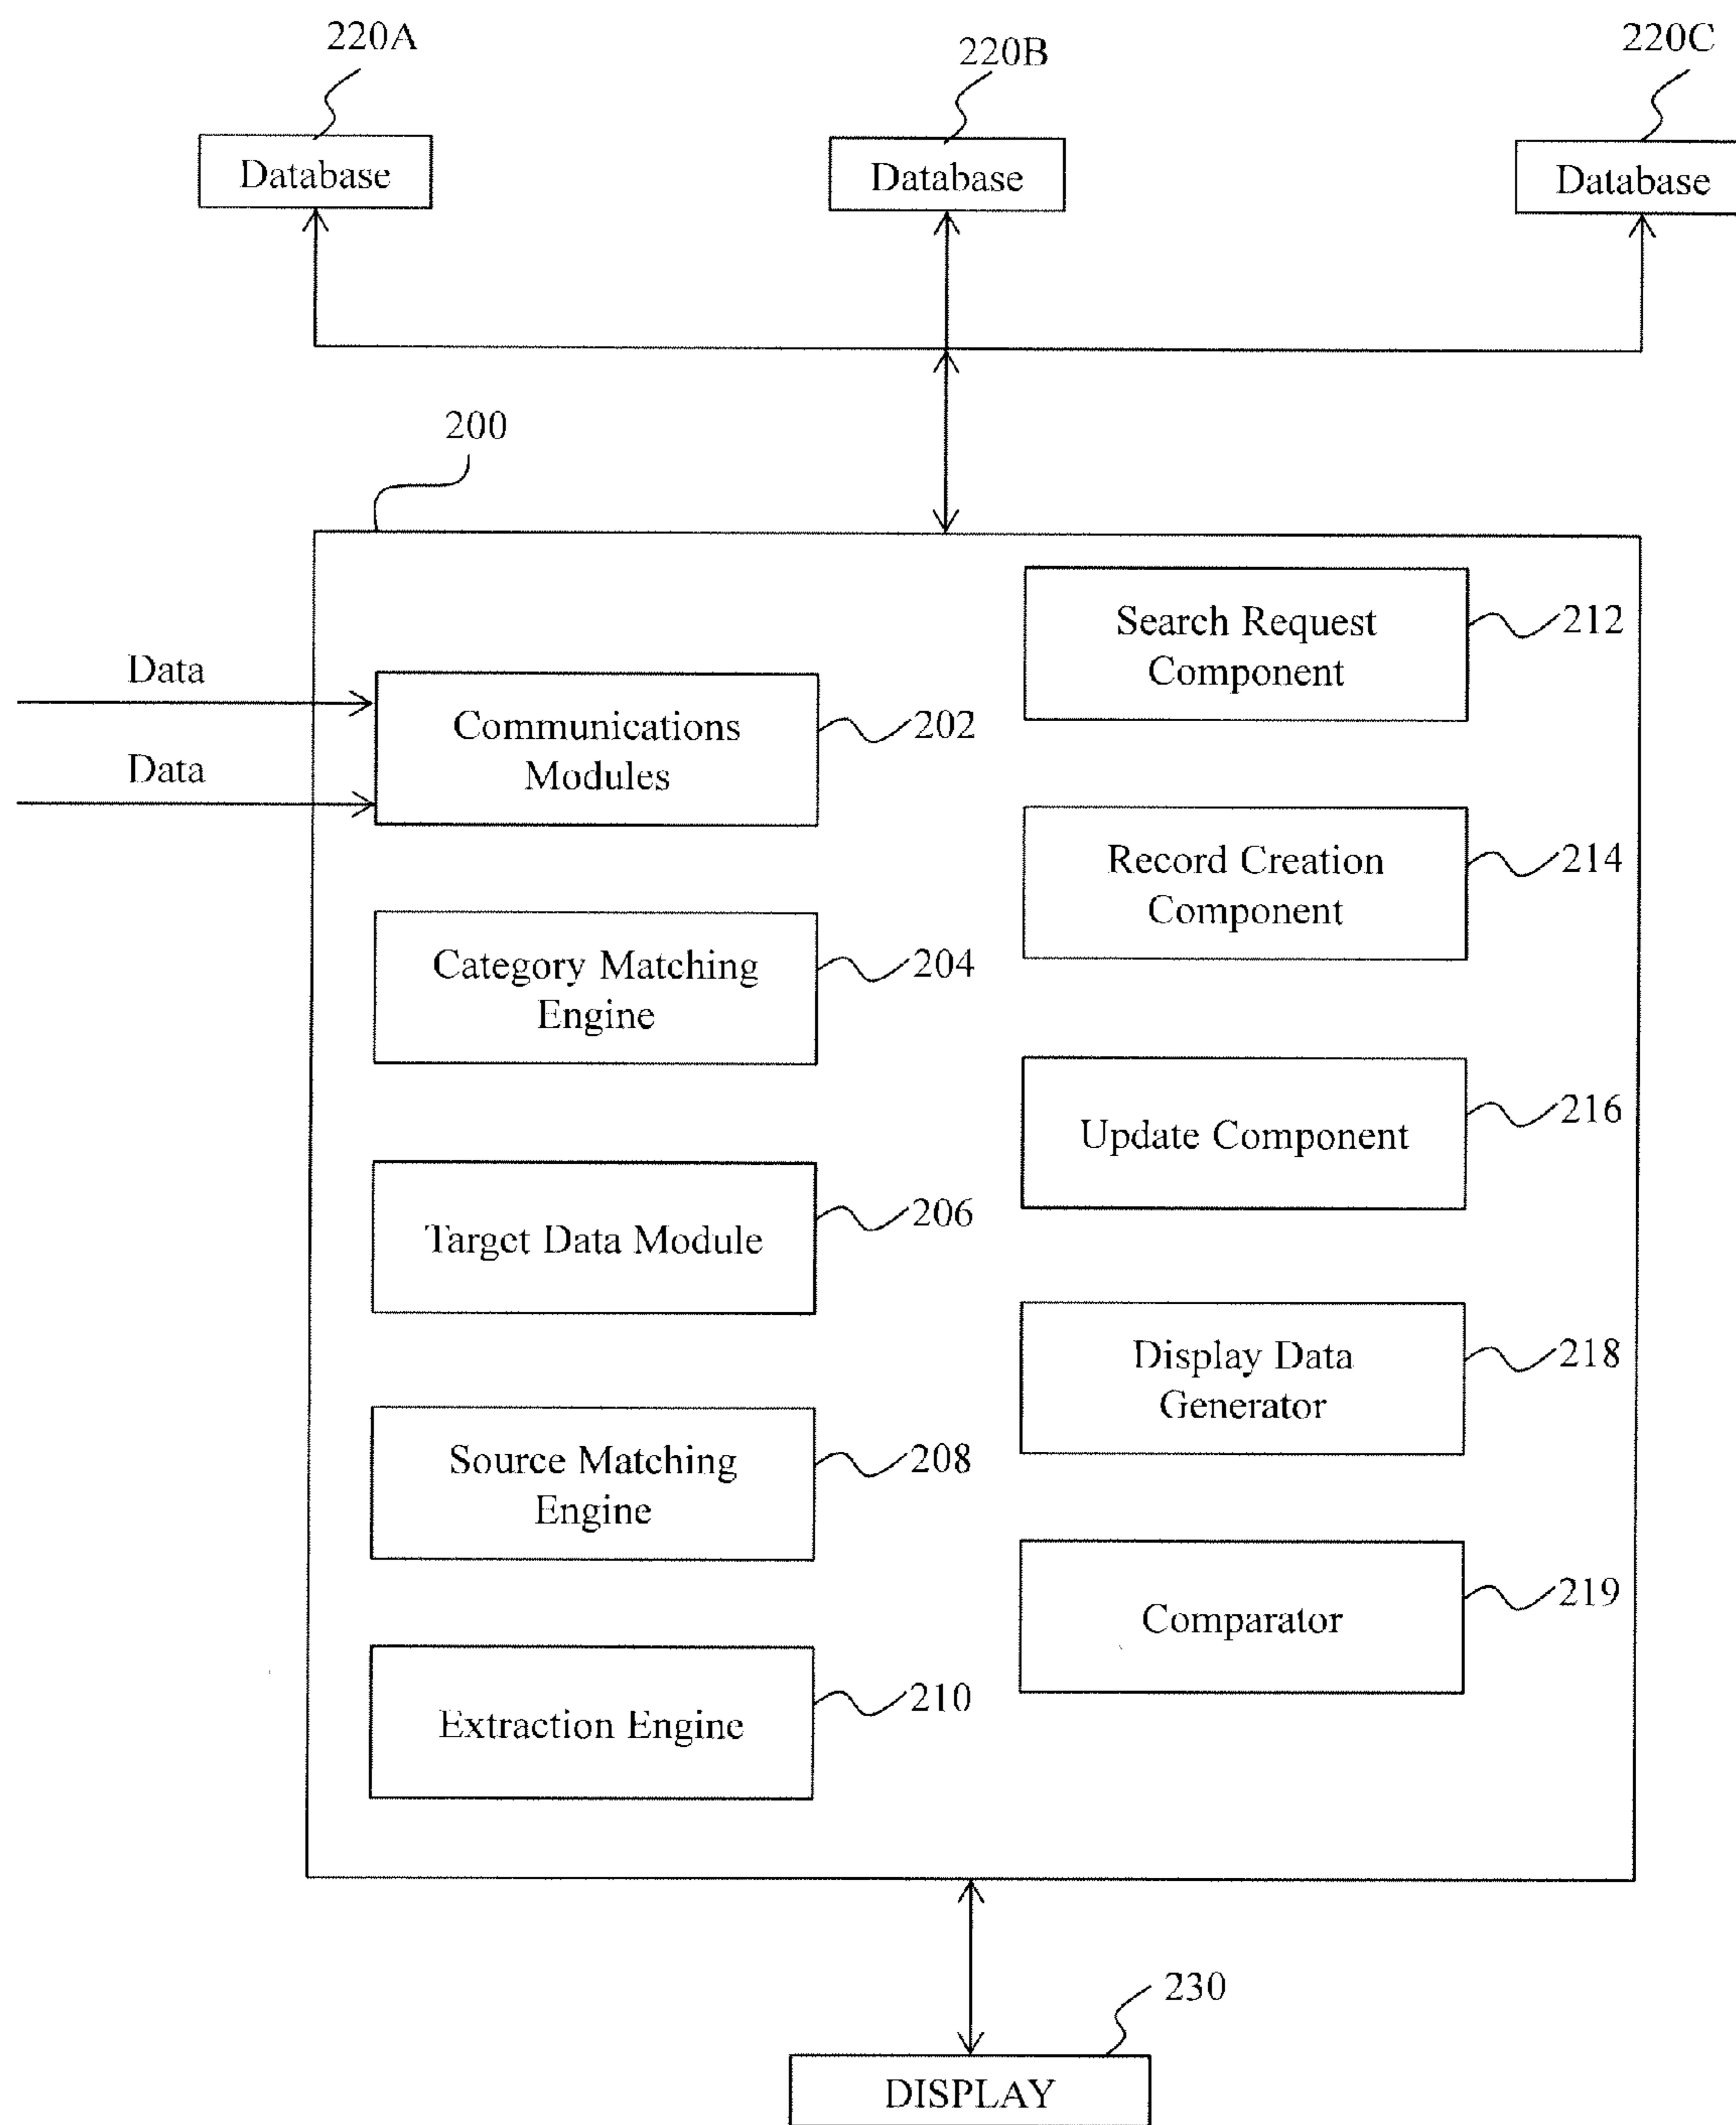 220A
220B
220C
Database
Database
Database
200
Data
Data
Communications
Modules
202
Category Matching
Engine
204
Target Data Module
206
Source Matching
Engine
208
Extraction Engine
210
Search Request
Component
212
Record Creation
Component
214
Update Component
216
Display Data
Generator
218
Comparator
219
230
DISPLAY